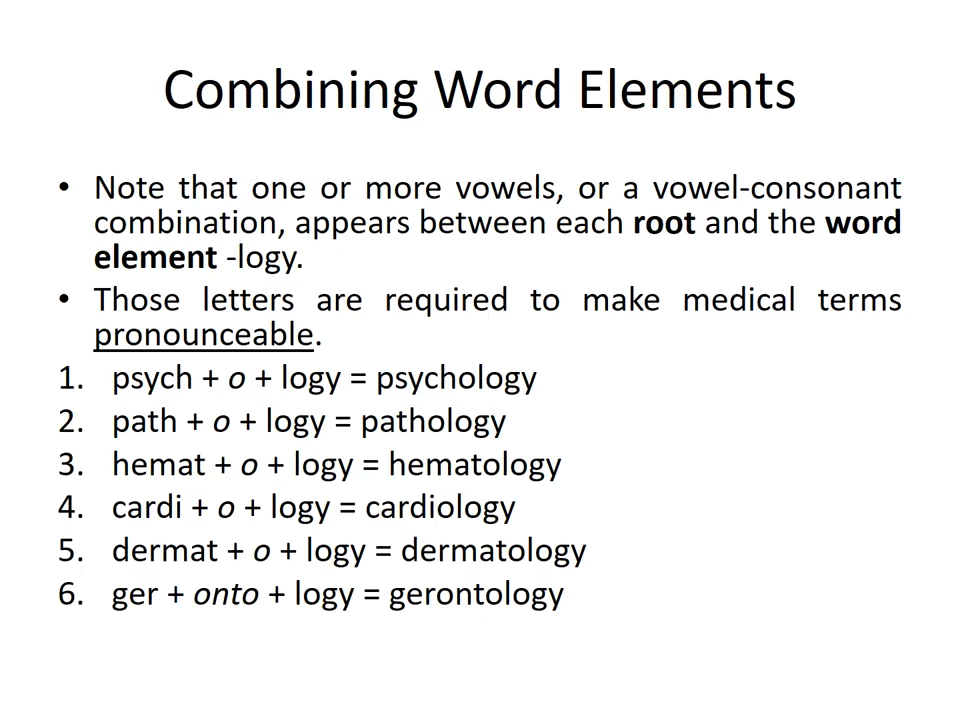 Combining Word Elements
• Note that one or more vowels, or a vowel-consonant
combination, appears between each root and the word
element -logy.
• Those letters are required to make medical terms
pronounceable.
1. psych + o + logy = psychology
2. path + o + logy = pathology
3. hemat + o + logy = hematology
4. cardi + o + logy = cardiology
5. dermat + o + logy = dermatology
6. ger + onto + logy = gerontology